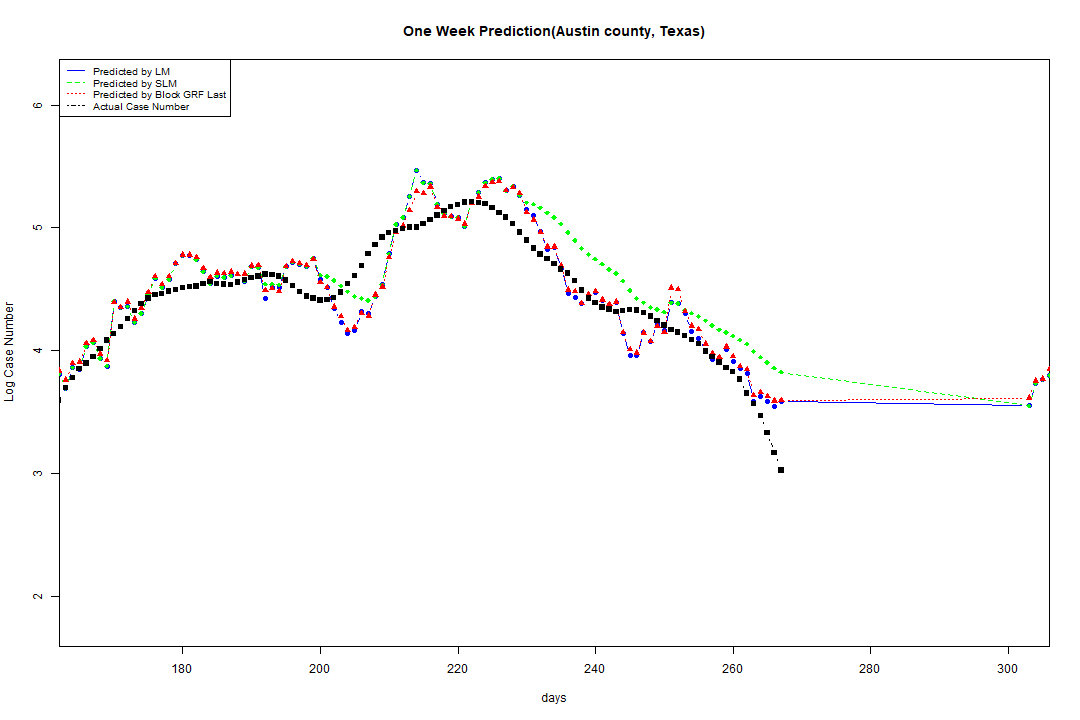 One Week Prediction(Austin county, Texas)
Predicted by LM
Predicted by SLM
Predicted by Block GRF Last
Actual Case Number
6
5
4
3
2
Log Case Number
180 200 220 240 260 280 300
days